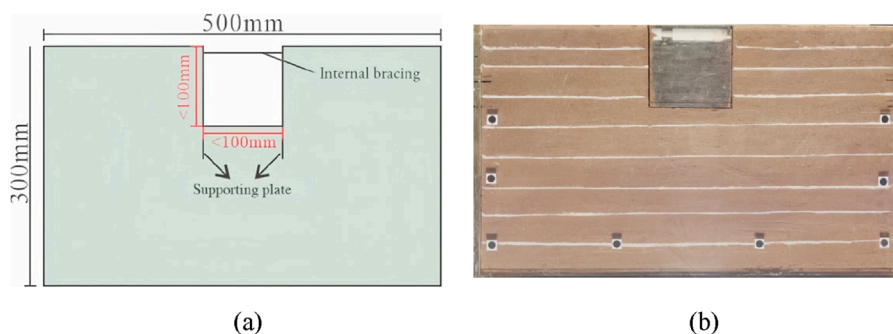 500mm
300mm
<100mm
Internal bracing
<100mm
Supporting plate
(a)
(b)